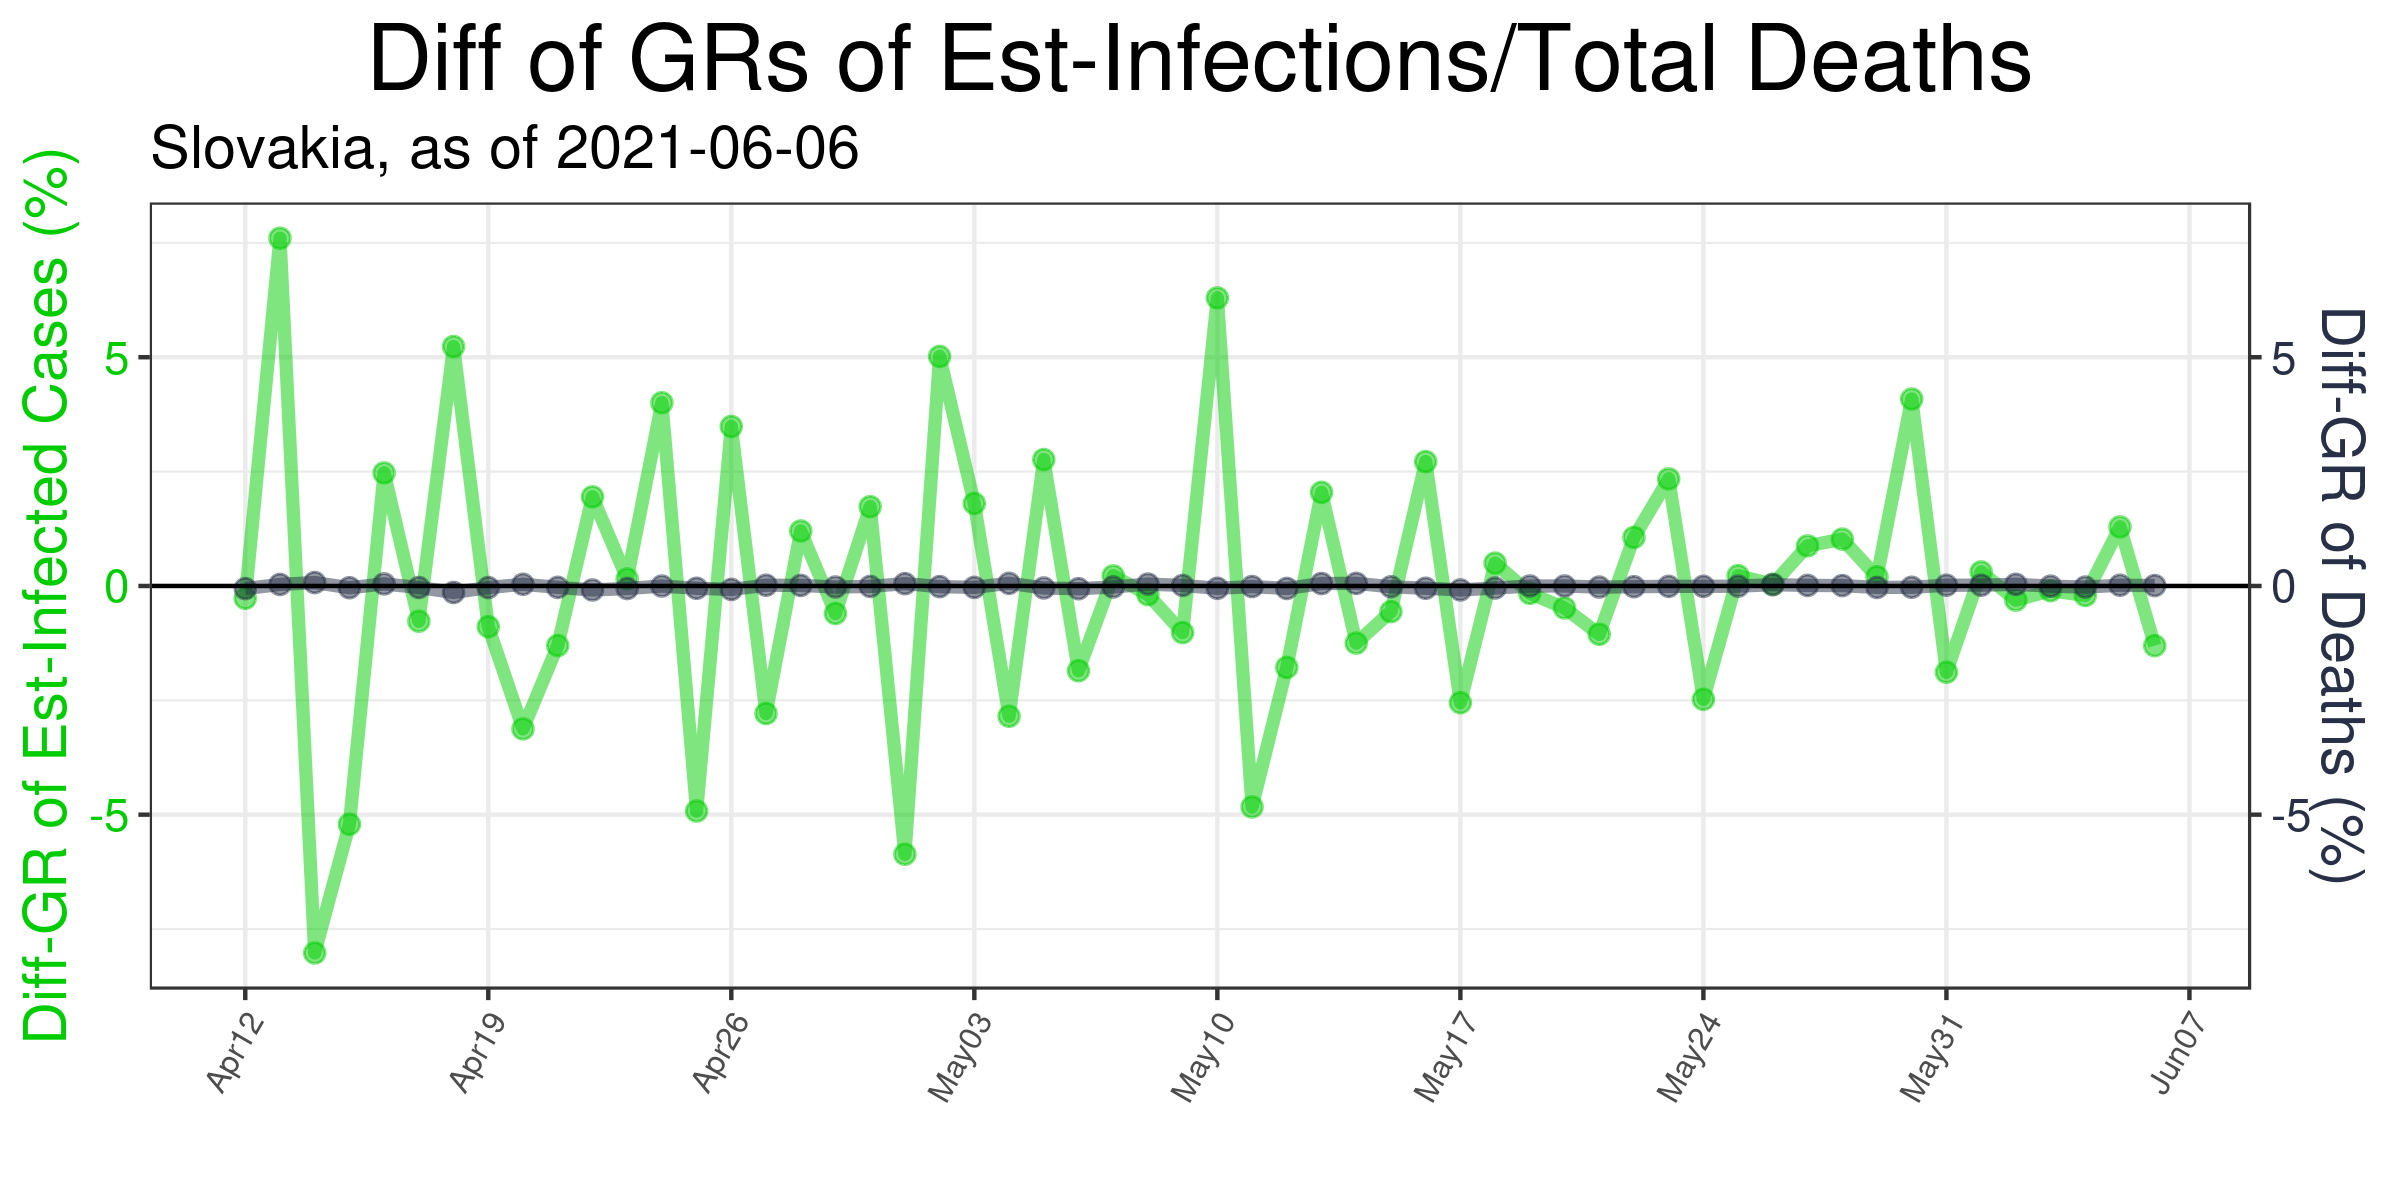 Diff of GRs of Est-Infections/Total Deaths
Slovakia, as of 2021-06-06
Diff-GR of Est-Infected Cases (%)
5
0
-5
5
0
-5
Diff-GR of Deaths (%)
Apr12
Apr19
Apr26
May03
May10
May17
May24
May31
Jun07